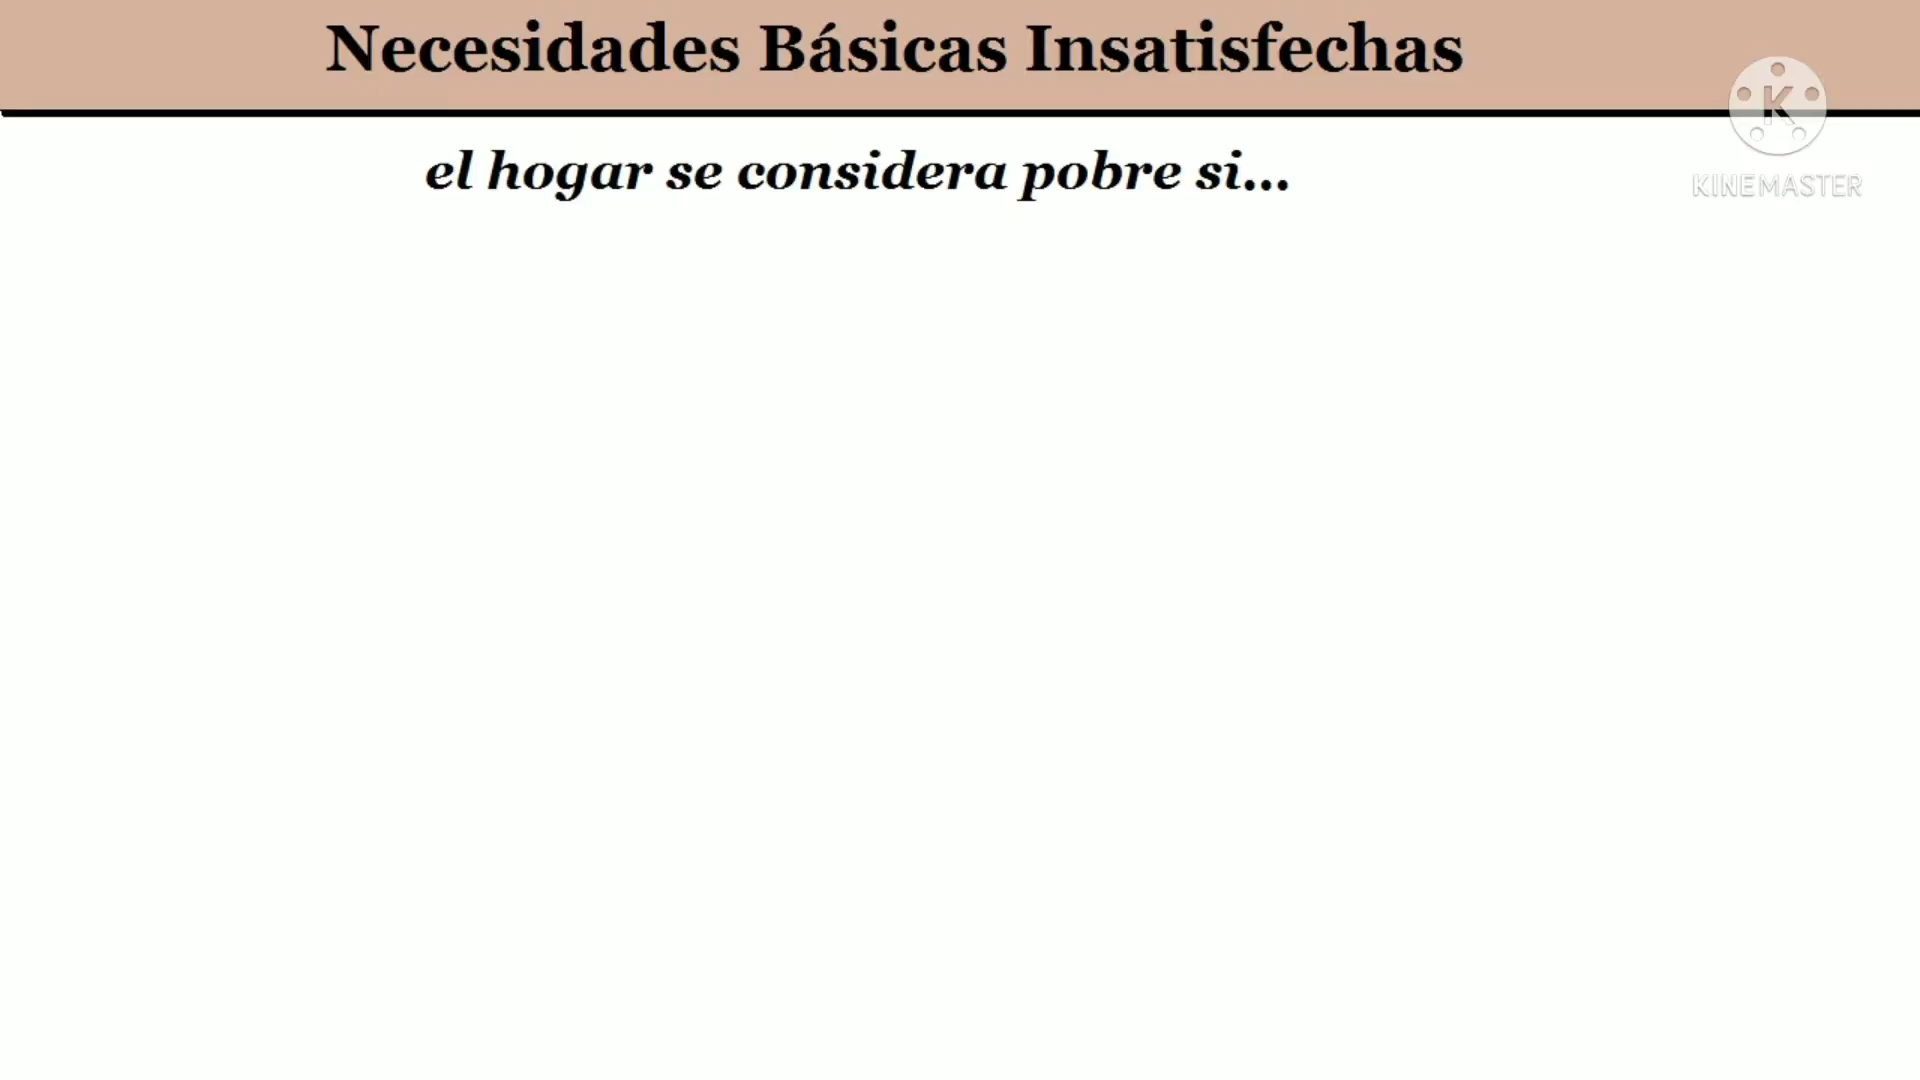 Necesidades Básicas Insatisfechas
el hogar se considera pobre si...
K
KINEMASTER